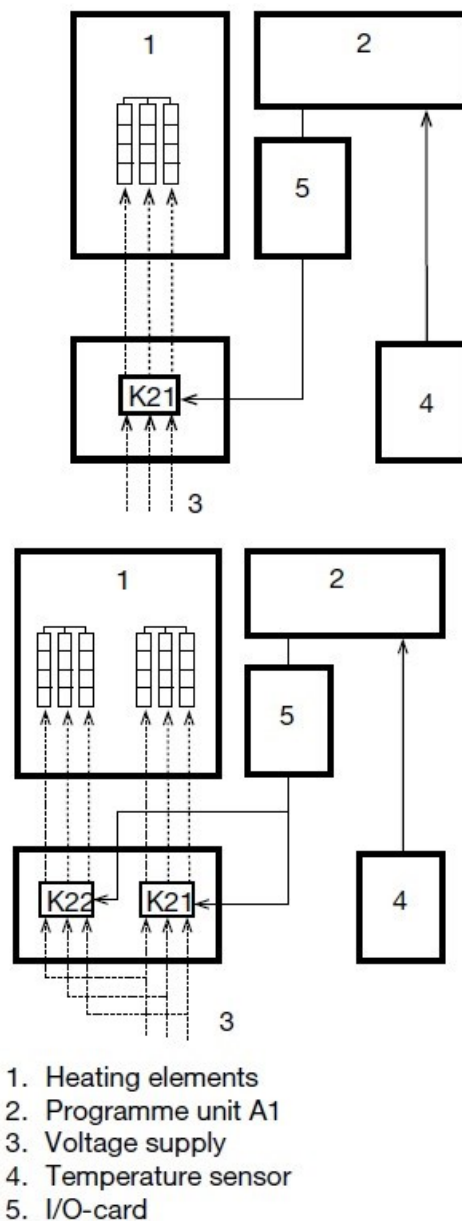 1
2
5
K21
4
3
1
2
5
K22
K21
4
3
1. Heating elements
2. Programme unit A1
3. Voltage supply
4. Temperature sensor
5. I/O-card